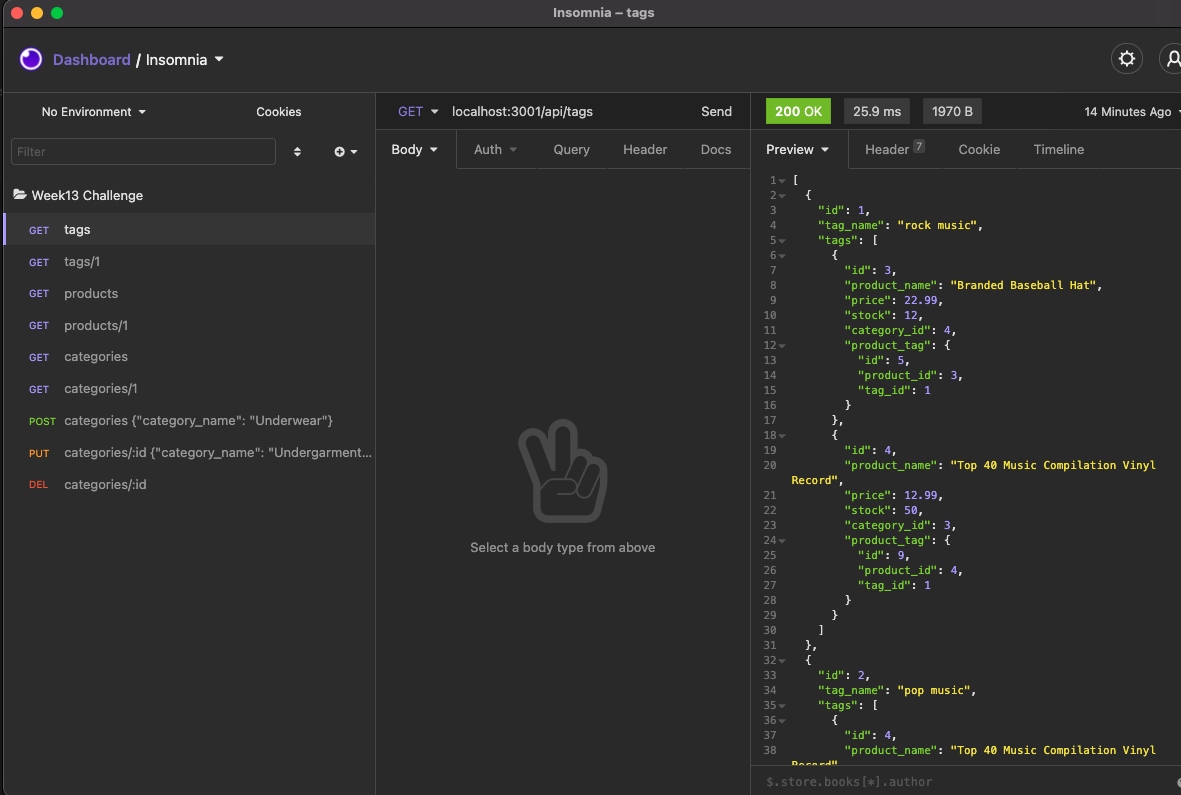 Insomnia – tags
Dashboard / Insomnia
No Environment
Cookies
Filter
Week13 Challenge
GET tags
GET tags/1
GET products
GET products/1
GET categories
GET categories/1
POST categories {"category_name": "Underwear"}
PUT categories/:id {"category_name": "Undergarment...
DEL categories/:id
GET localhost:3001/api/tags Send
Body Auth Query Header Docs
Select a body type from above
200 OK 25.9 ms 1970 B 14 Minutes Ago
Preview Header 7 Cookie Timeline
1 [
2 {
3 "id": 1,
4 "tag_name": "rock music",
5 "tags": [
6 {
7 "id": 3,
8 "product_name": "Branded Baseball Hat",
9 "price": 22.99,
10 "stock": 12,
11 "category_id": 4,
12 "product_tag": {
13 "id": 5,
14 "product_id": 3,
15 "tag_id": 1
16 }
17 },
18 {
19 "id": 4,
20 "product_name": "Top 40 Music Compilation Vinyl
Record",
21 "price": 12.99,
22 "stock": 50,
23 "category_id": 3,
24 "product_tag": {
25 "id": 9,
26 "product_id": 4,
27 "tag_id": 1
28 }
29 }
30 ]
31 },
32 {
33 "id": 2,
34 "tag_name": "pop music",
35 "tags": [
36 {
37 "id": 4,
38 "product_name": "Top 40 Music Compilation Vinyl
Record",
$.store.books[*].author